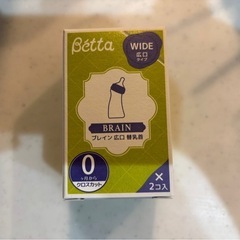 Bétta
WIDE
広口
タイプ
BRAIN
ブレイン 広口 替乳首
0
ヶ月から
クロスカット
×
2コ入